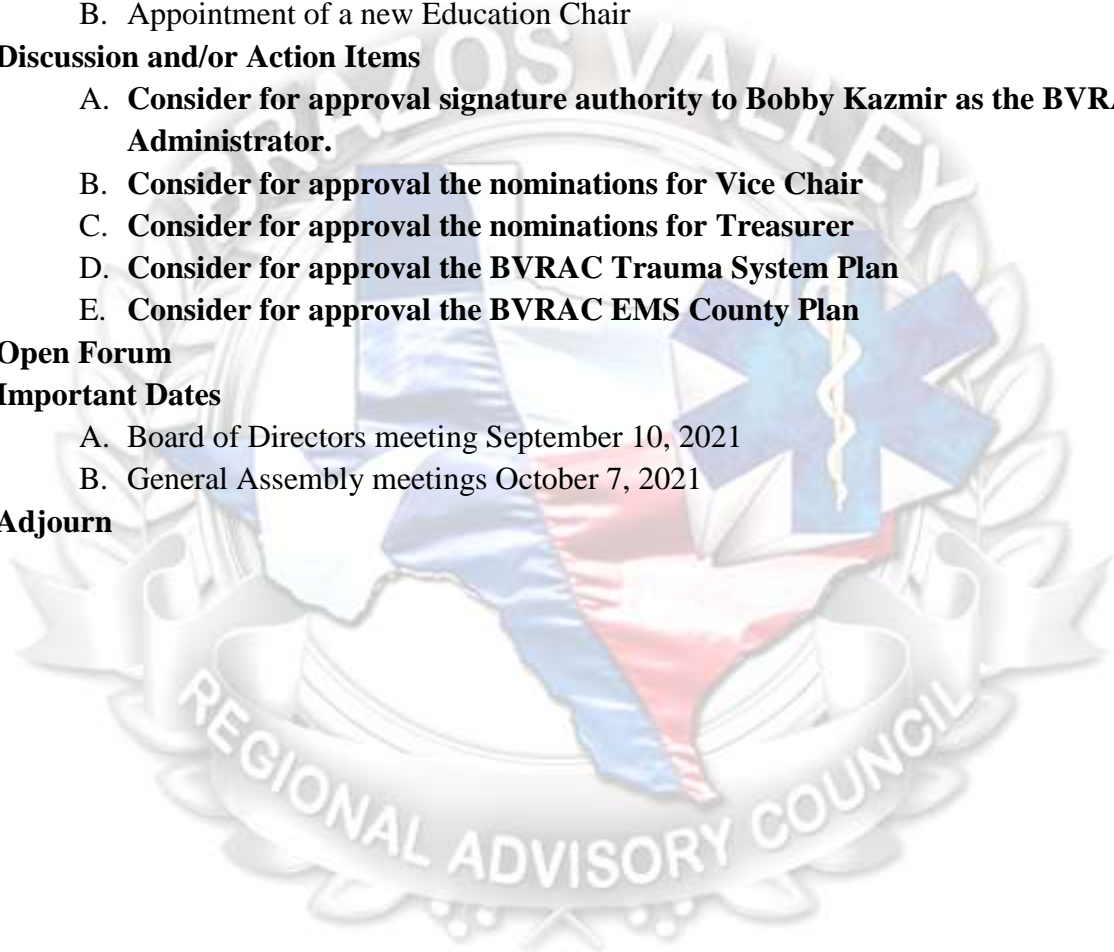 B. Appointment of a new Education Chair
Discussion and/or Action Items
A. Consider for approval signature authority to Bobby Kazmir as the BVRA
Administrator.
B. Consider for approval the nominations for Vice Chair
C. Consider for approval the nominations for Treasurer
D. Consider for approval the BVRAC Trauma System Plan
E. Consider for approval the BVRAC EMS County Plan
Open Forum
Important Dates
A. Board of Directors meeting September 10, 2021
B. General Assembly meetings October 7, 2021
Adjourn
BRAZOS VALLEY
REGIONAL ADVISORY COUNCIL